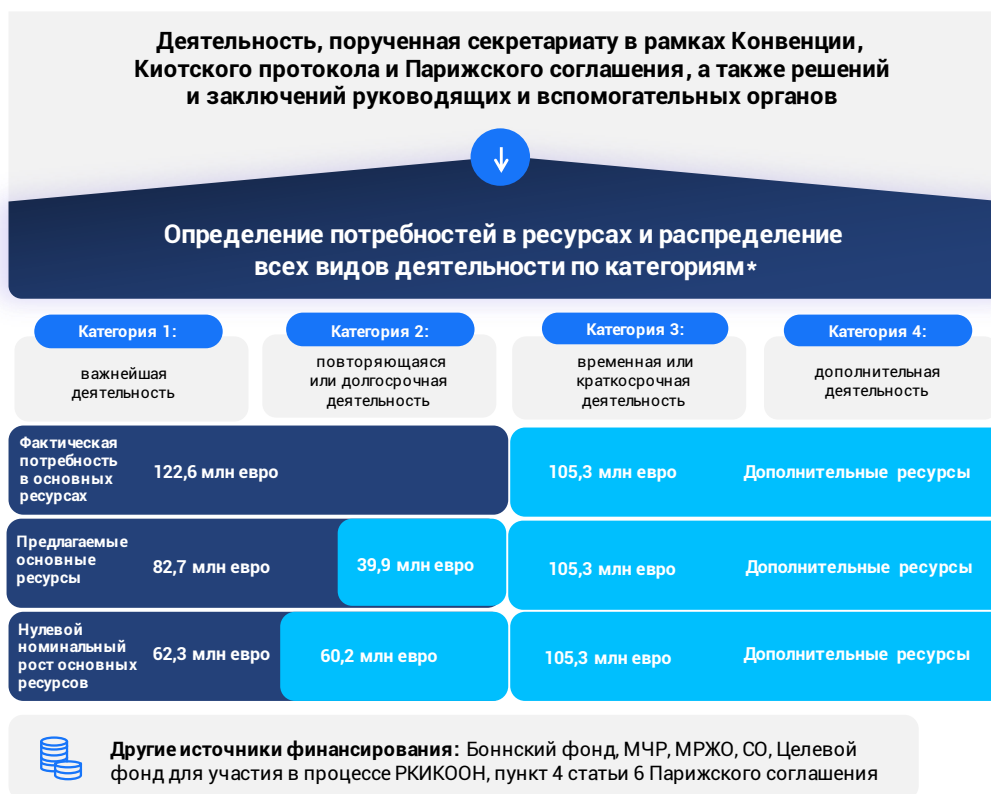 Деятельность, порученная секретариату в рамках Конвенции,
Киотского протокола и Парижского соглашения, а также решений
и заключений руководящих и вспомогательных органов
Определение потребностей в ресурсах и распределение
всех видов деятельности по категориям*
Категория 1:
важнейшая
деятельность
Категория 2:
повторяющаяся
или долгосрочная
деятельность
Категория 3:
временная или
краткосрочная
деятельность
Категория 4:
дополнительная
деятельность
Фактическая
потребность
в основных
ресурсах
122,6 млн евро
105,3 млн евро
Дополнительные ресурсы
Предлагаемые
основные
ресурсы
82,7 млн евро
39,9 млн евро
105,3 млн евро
Дополнительные ресурсы
Нулевой
номинальный
рост основных
ресурсов
62,3 млн евро
60,2 млн евро
105,3 млн евро
Дополнительные ресурсы
Другие источники финансирования: Боннский фонд, МЧР, МРЖО, СО, Целевой
фонд для участия в процессе РКИКООН, пункт 4 статьи 6 Парижского соглашения